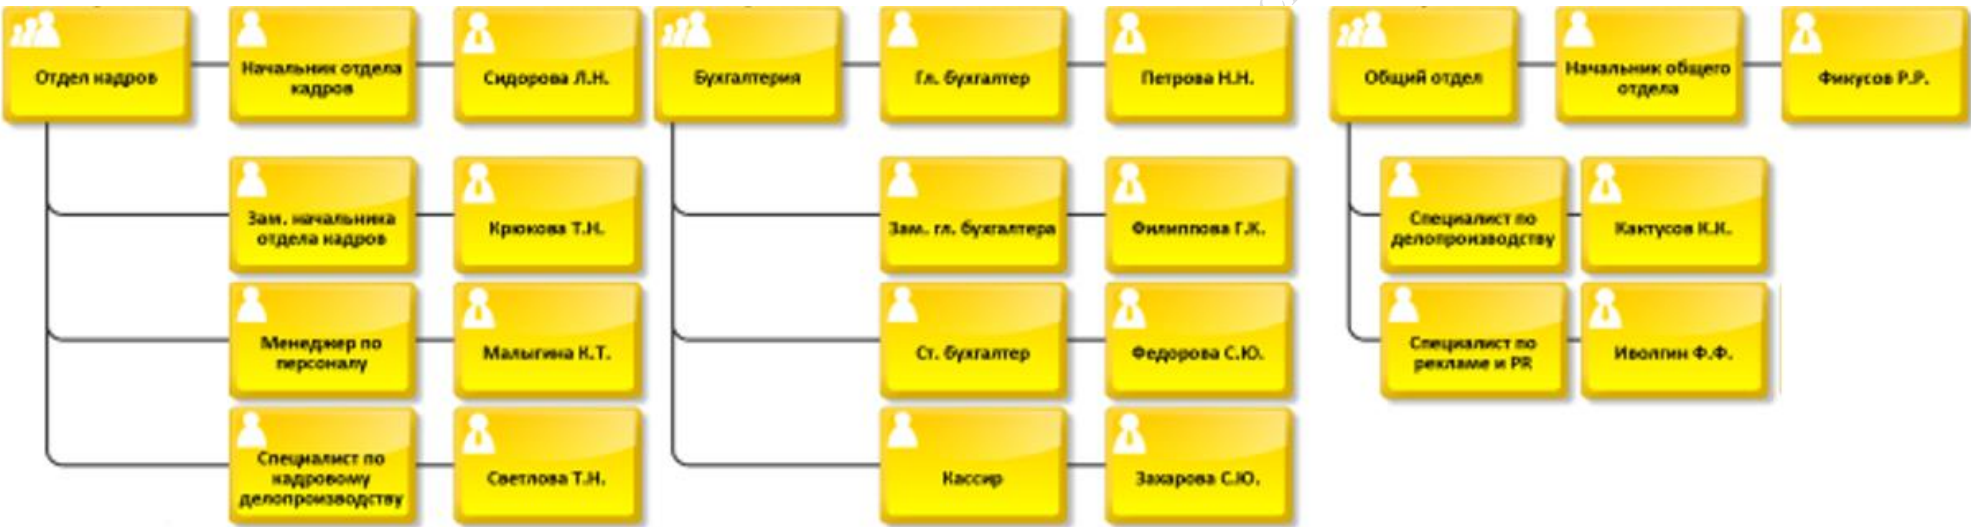 Отдел кадров
Начальник отдела
кадров
Сидорова Л.Н.
Зам. начальника
отдела кадров
Крюкова Т.Н.
Менеджер по
персоналу
Малыгина К.Т.
Специалист по
кадровому
делопроизводству
Светлова Т.Н.
Бухгалтерия
Гл. бухгалтер
Петрова Н.Н.
Зам. гл. бухгалтера
Филиппова Г.К.
Ст. бухгалтер
Федорова С.Ю.
Кассир
Захарова С.Ю.
Общий отдел
Начальник общего
отдела
Фикусов Р.Р.
Специалист по
делопроизводству
Кактусов К.К.
Специалист по
рекламе и PR
Иволгин Ф.Ф.